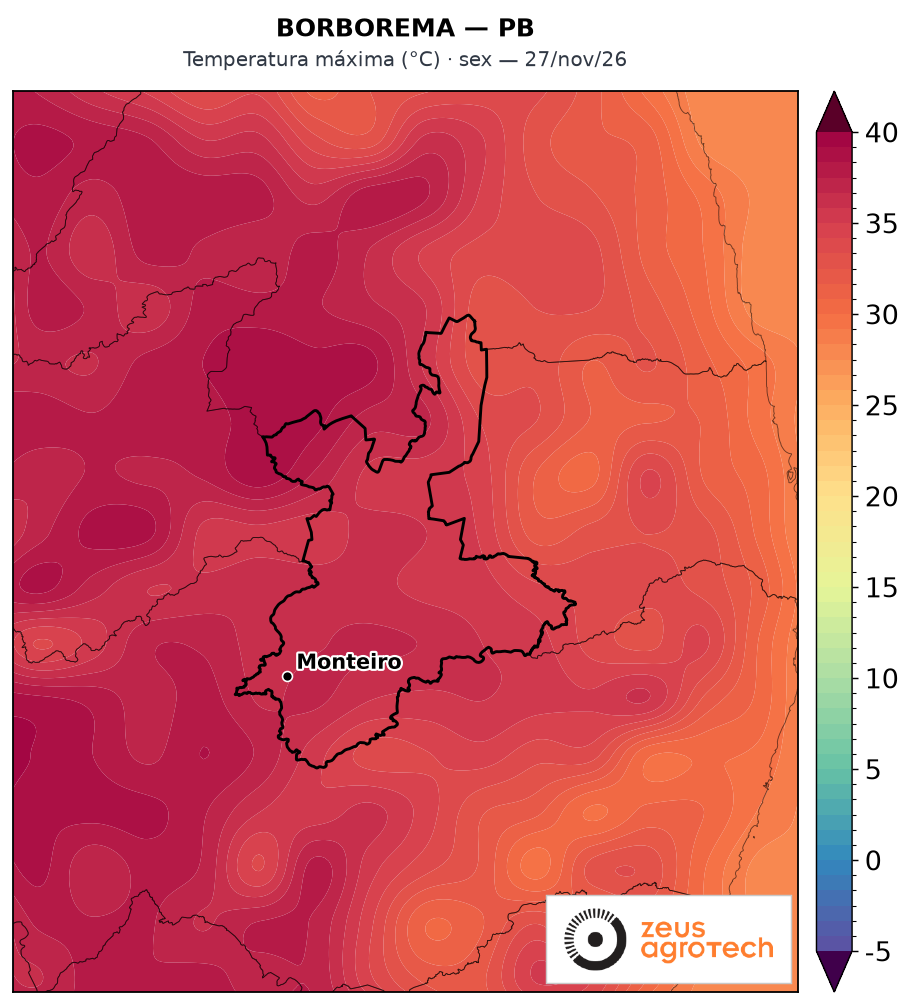 BORBOREMA — PB
Temperatura máxima (°C) · sex — 27/nov/26
40
35
30
25
20
15
10
5
0
-5
Monteiro
zeus
agrotech